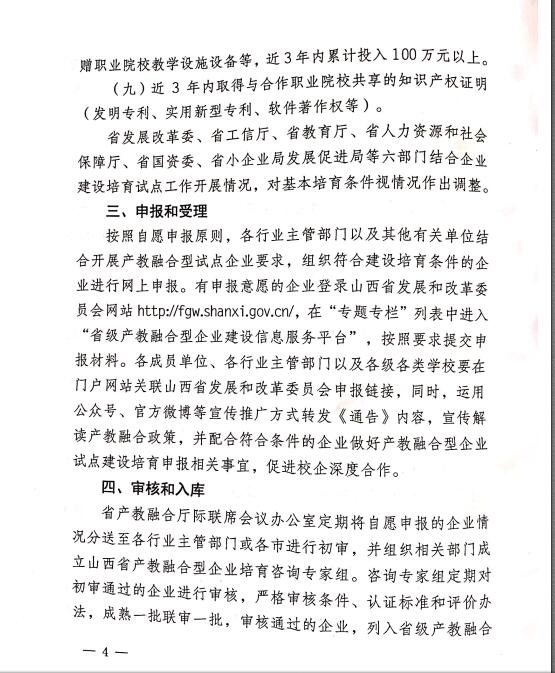 赠职业院校教学设施设备等，近3年内累计投入100万元以上。
（九）近3年内取得与合作职业院校共享的知识产权证明
（发明专利、实用新型专利、软件著作权等）。
省发展改革委、省工信厅、省教育厅、省人力资源和社会
保障厅、省国资委、省小企业局发展促进局等六部门结合企业
建设培育试点工作开展情况，对基本培育条件视情况作出调整。
三、申报和受理
按照自愿申报原则，各行业主管部门以及其他有关单位结
合开展产教融合型试点企业要求，组织符合建设培育条件的企
业进行网上申报。有申报意愿的企业登录山西省发展和改革委
员会网站http://fgw.shanxi.gov.cn/，在“专题专栏”列表中进入
“省级产教融合型企业建设信息服务平台”，按照要求提交申
报材料。各成员单位、各行业主管部门以及各级各类学校要在
门户网站关联山西省发展和改革委员会申报链接，同时，运用
公众号、官方微博等宣传推广方式转发《通告》内容，宣传解
读产教融合政策，并配合符合条件的企业做好产教融合型企业
试点建设培育申报相关事宜，促进校企深度合作。
四、审核和入库
省产教融合厅际联席会议办公室定期将自愿申报的企业情
况分送至各行业主管部门或各市进行初审，并组织相关部门成
立山西省产教融合型企业培育咨询专家组。咨询专家组定期对
初审通过的企业进行审核，严格审核条件、认证标准和评价办
法，成熟一批联审一批，审核通过的企业，列入省级产教融合
— 4 —